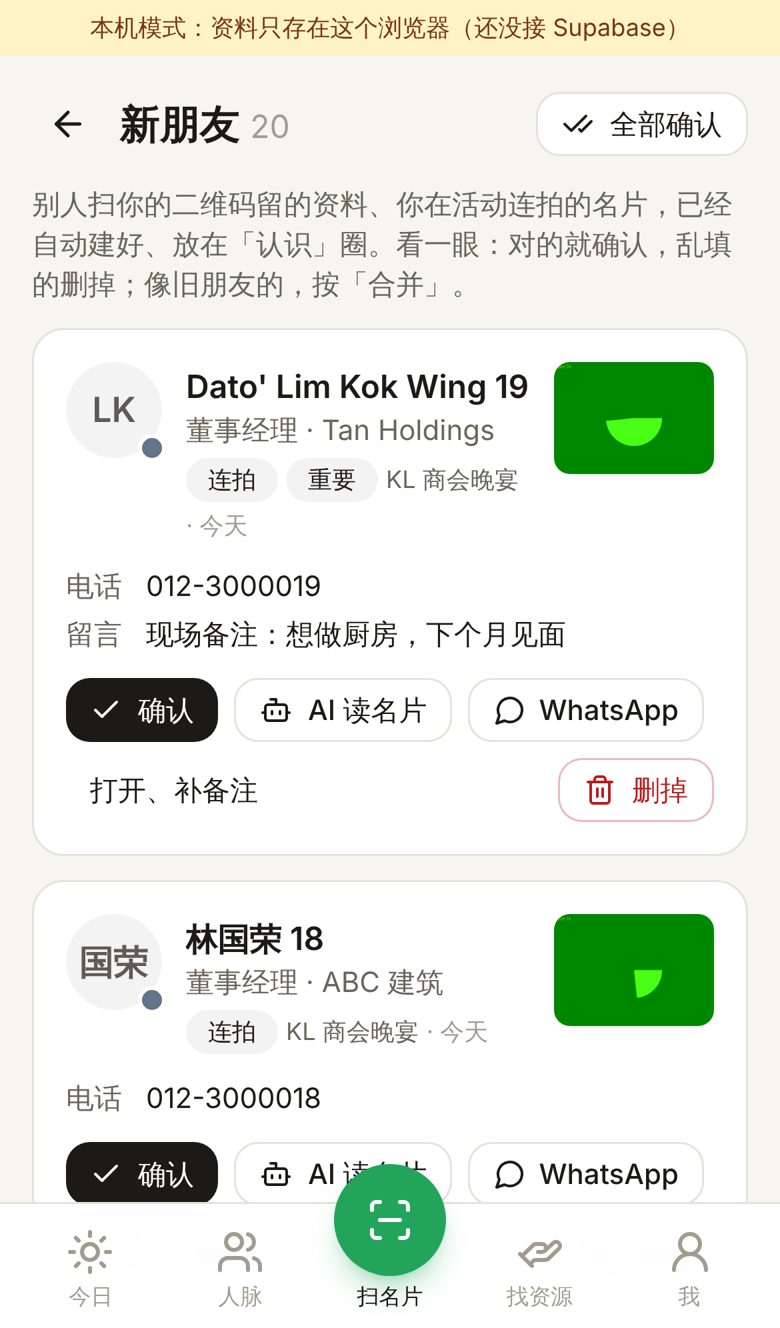 本机模式：资料只存在这个浏览器（还没接 Supabase）
新朋友 20
全部确认
别人扫你的二维码留的资料、你在活动连拍的名片，已经
自动建好、放在「认识」圈。看一眼：对的就确认，乱填
的删掉；像旧朋友的，按「合并」。
LK
Dato' Lim Kok Wing 19
董事经理 · Tan Holdings
连拍 重要 KL 商会晚宴
· 今天
电话 012-3000019
留言 现场备注：想做厨房，下个月见面
确认 AI 读名片 WhatsApp
打开、补备注 删掉
国荣
林国荣 18
董事经理 · ABC 建筑
连拍 KL 商会晚宴 · 今天
电话 012-3000018
确认 AI 读名片 WhatsApp
今日 人脉 扫名片 找资源 我